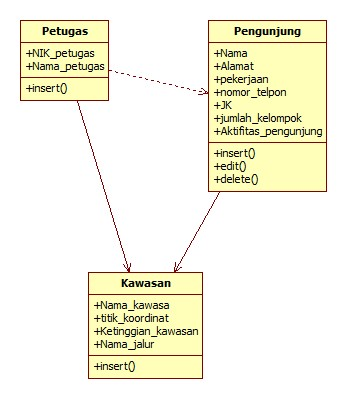 Petugas
+NIK_petugas
+Nama_petugas
+insert()
Pengunjung
+Nama
+Alamat
+pekerjaan
+nomor_telpon
+JK
+jumlah_kelompok
+Aktifitas_pengunjung
+insert()
+edit()
+delete()
Kawasan
+Nama_kawasa
+titik_koordinat
+Ketinggian_kawasan
+Nama_jalur
+insert()